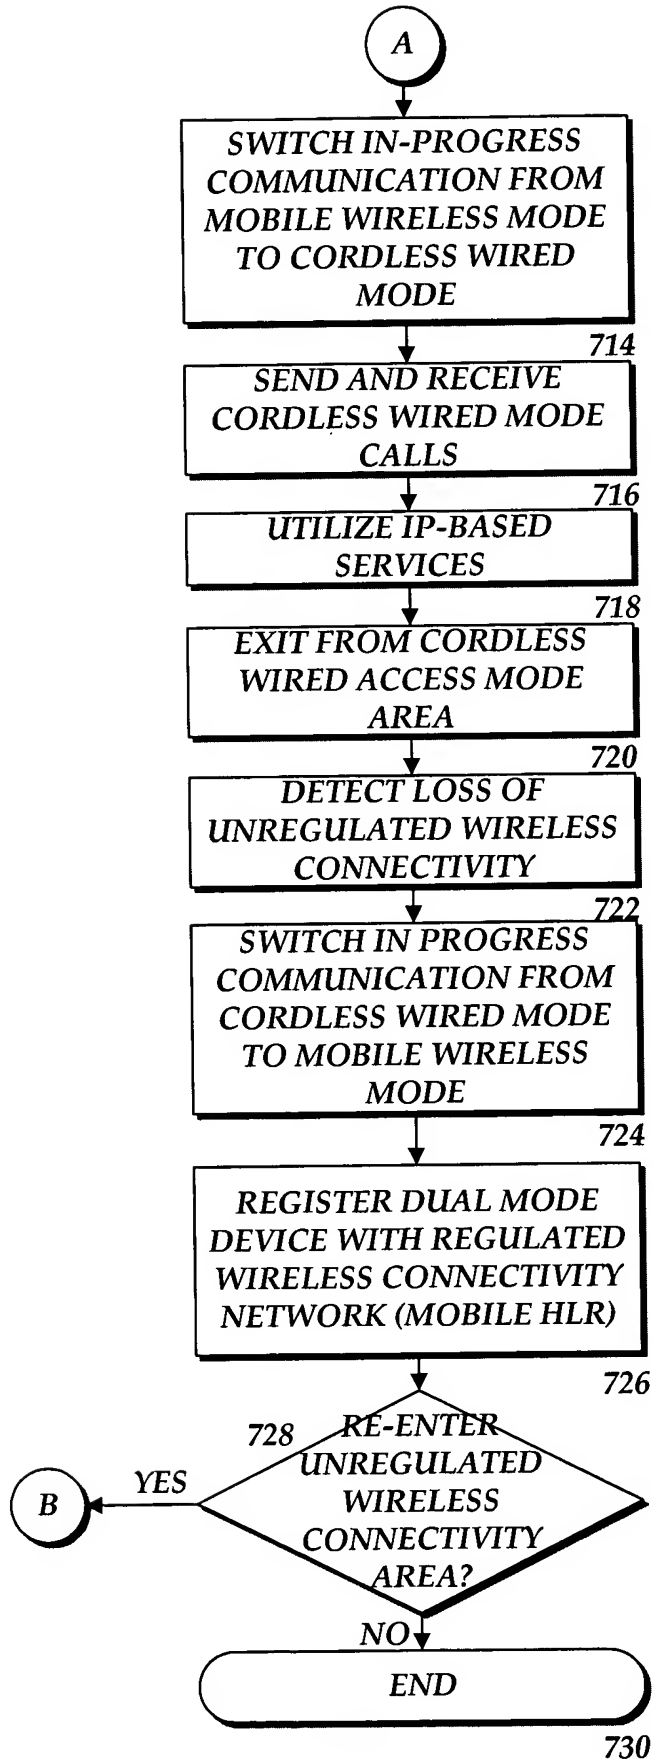 A
SWITCH IN-PROGRESS
COMMUNICATION FROM
MOBILE WIRELESS MODE
TO CORDLESS WIRED
MODE
714
SEND AND RECEIVE
CORDLESS WIRED MODE
CALLS
716
UTILIZE IP-BASED
SERVICES
718
EXIT FROM CORDLESS
WIRED ACCESS MODE
AREA
720
DETECT LOSS OF
UNREGULATED WIRELESS
CONNECTIVITY
722
SWITCH IN PROGRESS
COMMUNICATION FROM
CORDLESS WIRED MODE
TO MOBILE WIRELESS
MODE
724
REGISTER DUAL MODE
DEVICE WITH REGULATED
WIRELESS CONNECTIVITY
NETWORK (MOBILE HLR)
726
728
RE-ENTER
UNREGULATED
WIRELESS
CONNECTIVITY
AREA?
YES
B
NO
END
730